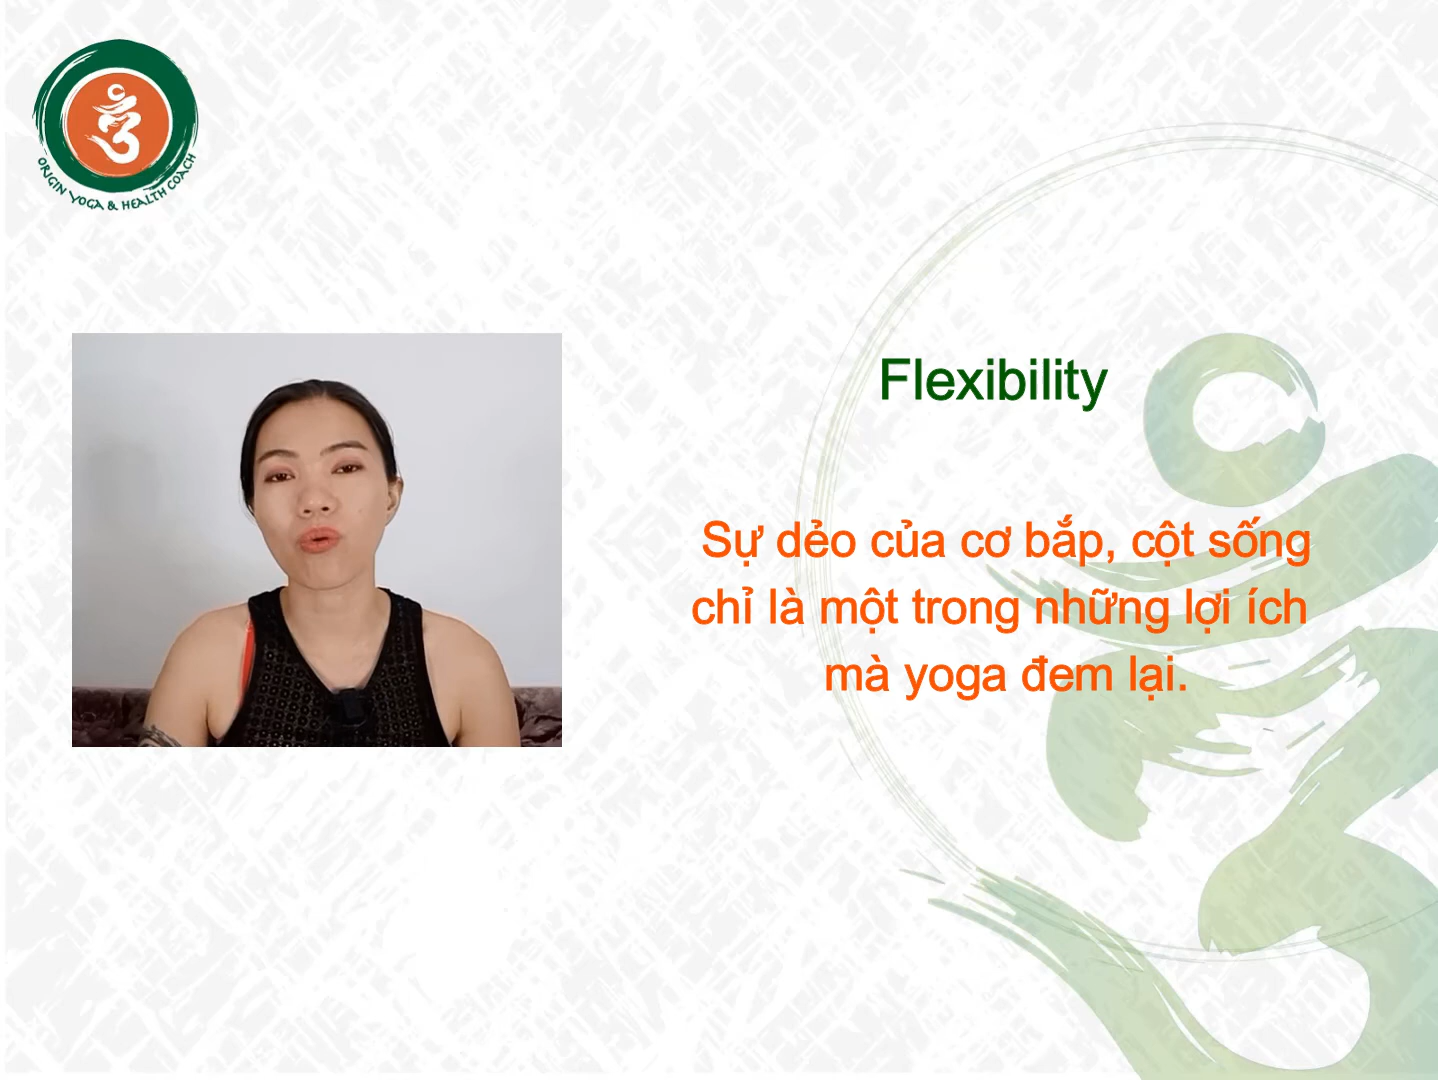 ORIGIN YOGA & HEALTH COACH
Flexibility
Sự dẻo của cơ bắp, cột sống
chỉ là một trong những lợi ích
mà yoga đem lại.